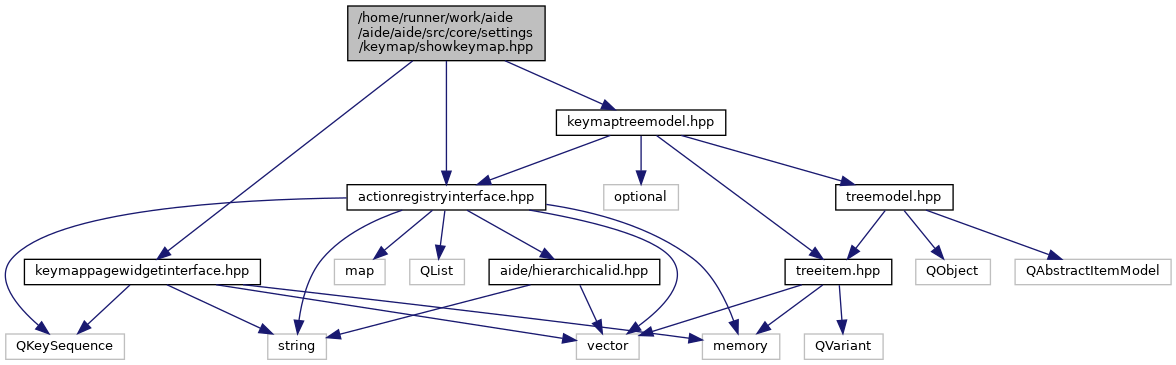 /home/runner/work/aide
/aide/aide/src/core/settings
/keymap/showkeymap.hpp
keymaptreemodel.hpp
actionregistryinterface.hpp
optional
treemodel.hpp
keymappagewidgetinterface.hpp
map
QList
aide/hierarchicalid.hpp
treeitem.hpp
QObject
QAbstractItemModel
QKeySequence
string
vector
memory
QVariant